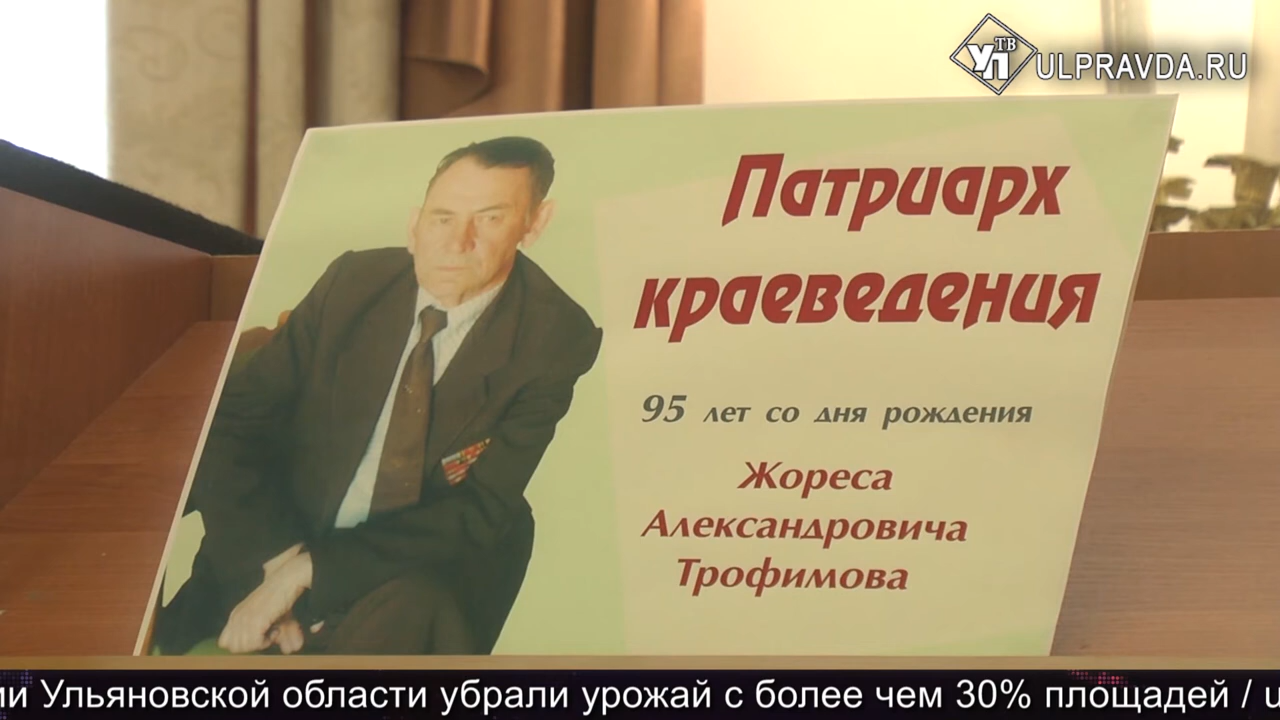 УП ТВ ULPRAVDA.RU
Патриарх
краеведения
95 лет со дня рождения
Жореса
Александровича
Трофимова
Ульяновской области убрали урожай с более чем 30% площадей /